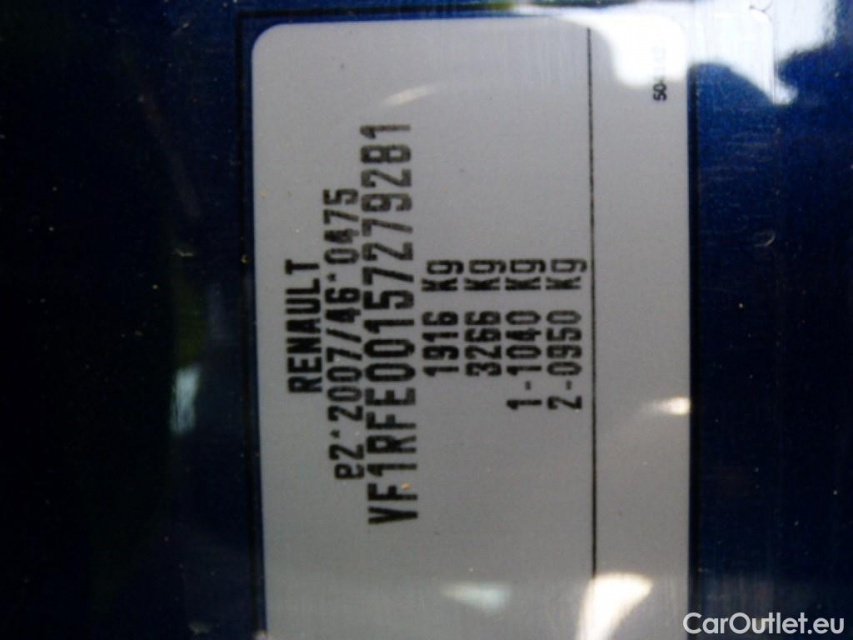 RENAULT
e2*2007/46*0475
VF1RFE00157279281
1916 Kg
3266 Kg
1-1040 Kg
2-0950 Kg
CarOutlet.eu